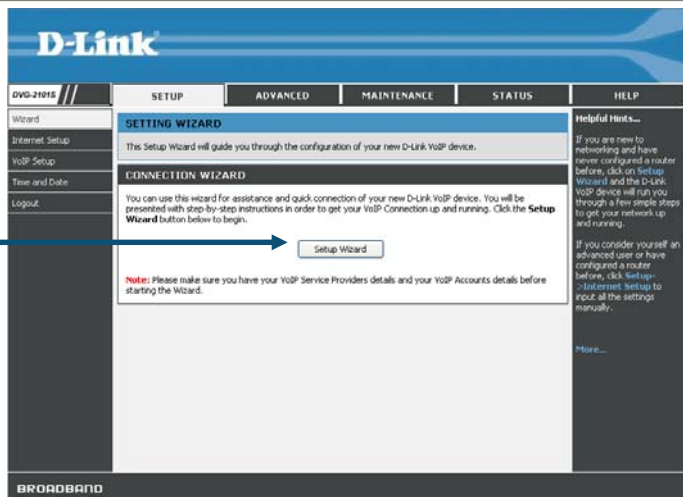 D-Link
DVG-2101S
SETUP
ADVANCED
MAINTENANCE
STATUS
HELP
Wizard
Internet Setup
VoIP Setup
Time and Date
Logout
SETTING WIZARD
This Setup Wizard will guide you through the configuration of your new D-Link VoIP device.
CONNECTION WIZARD
You can use this wizard for assistance and quick connection of your new D-Link VoIP device. You will be
presented with step-by-step instructions in order to get your VoIP Connection up and running. Click the Setup
Wizard button below to begin.
Setup Wizard
Note: Please make sure you have your VoIP Service Providers details and your VoIP Accounts details before
starting the Wizard.
Helpful Hints...
If you are new to
networking and have
never configured a router
before, click on Setup
Wizard and the D-Link
VoIP device will run you
through a few simple steps
to get your network up
and running.
If you consider yourself an
advanced user or have
configured a router
before, click Setup-
>Internet Setup to
input all the settings
manually.
More...
BROADBAND